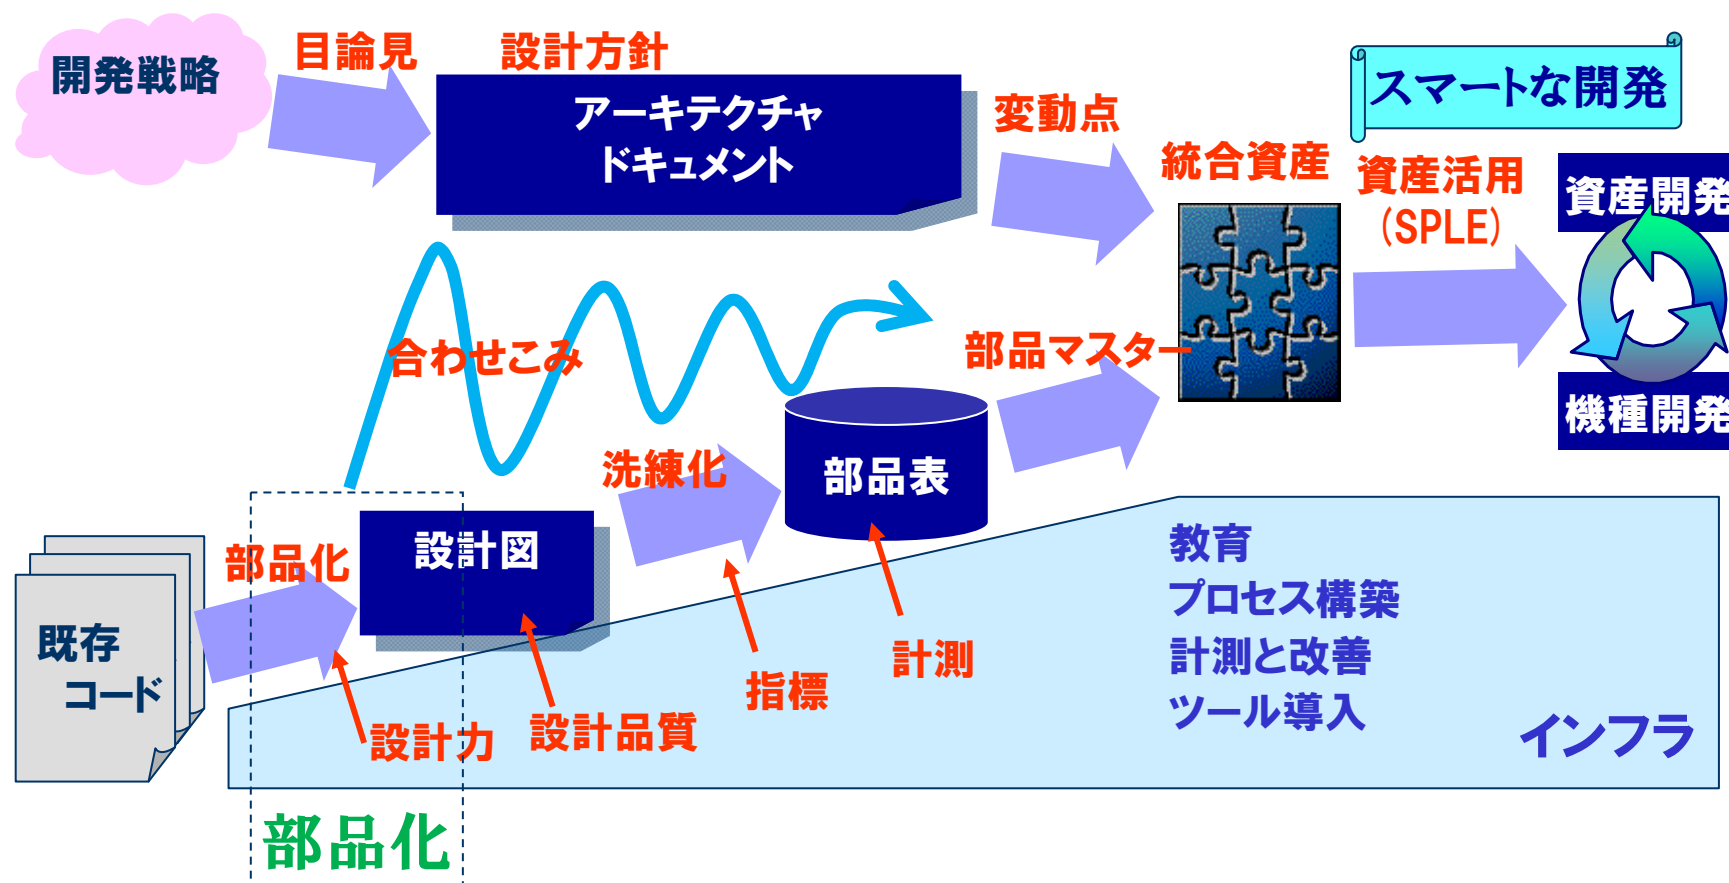 開発戦略
目論見
設計方針
アーキテクチャ
ドキュメント
変動点
統合資産
スマートな開発
資産活用
(SPLE)
資産開発
機種開発
合わせこみ
部品マスター
洗練化
部品表
部品化
設計図
既存
コード
設計力
設計品質
指標
計測
教育
プロセス構築
計測と改善
ツール導入
インフラ
部品化